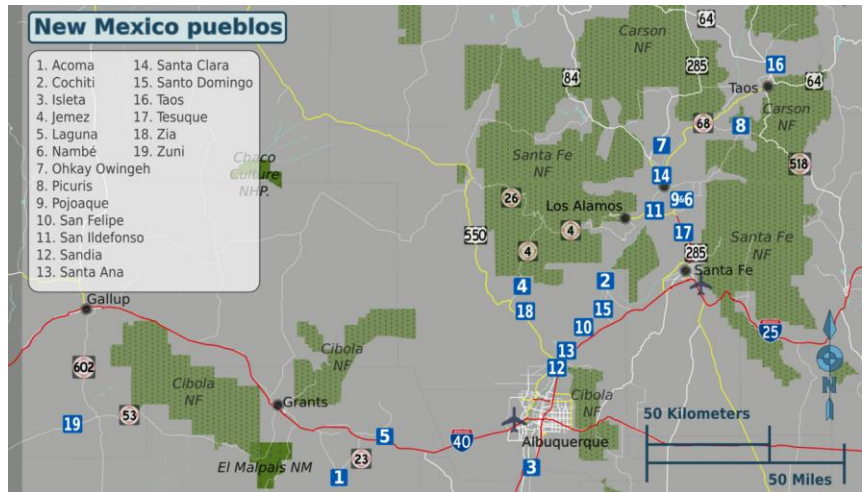 New Mexico pueblos
1. Acoma
2. Cochiti
3. Isleta
4. Jemez
5. Laguna
6. Nambé
7. Ohkay Owingeh
8. Picuris
9. Pojoaque
10. San Felipe
11. San Ildefonso
12. Sandia
13. Santa Ana
14. Santa Clara
15. Santo Domingo
16. Taos
17. Tesuque
18. Zia
19. Zuni
64
Carson
NF
285
84
16
Taos
64
68
8
Carson
NF
7
518
Chaco
Culture
NHP.
Santa Fe
NF
14
26
Los Alamos
9&6
11
4
550
17
4
285
Santa Fe
NF
Santa Fe
4
2
Gallup
18
15
10
25
Cibola
NF
13
602
12
Cibola
NF
Cibola
NF
N
Grants
53
50 Kilometers
19
5
40
Albuquerque
23
El Malpais NM
1
3
50 Miles